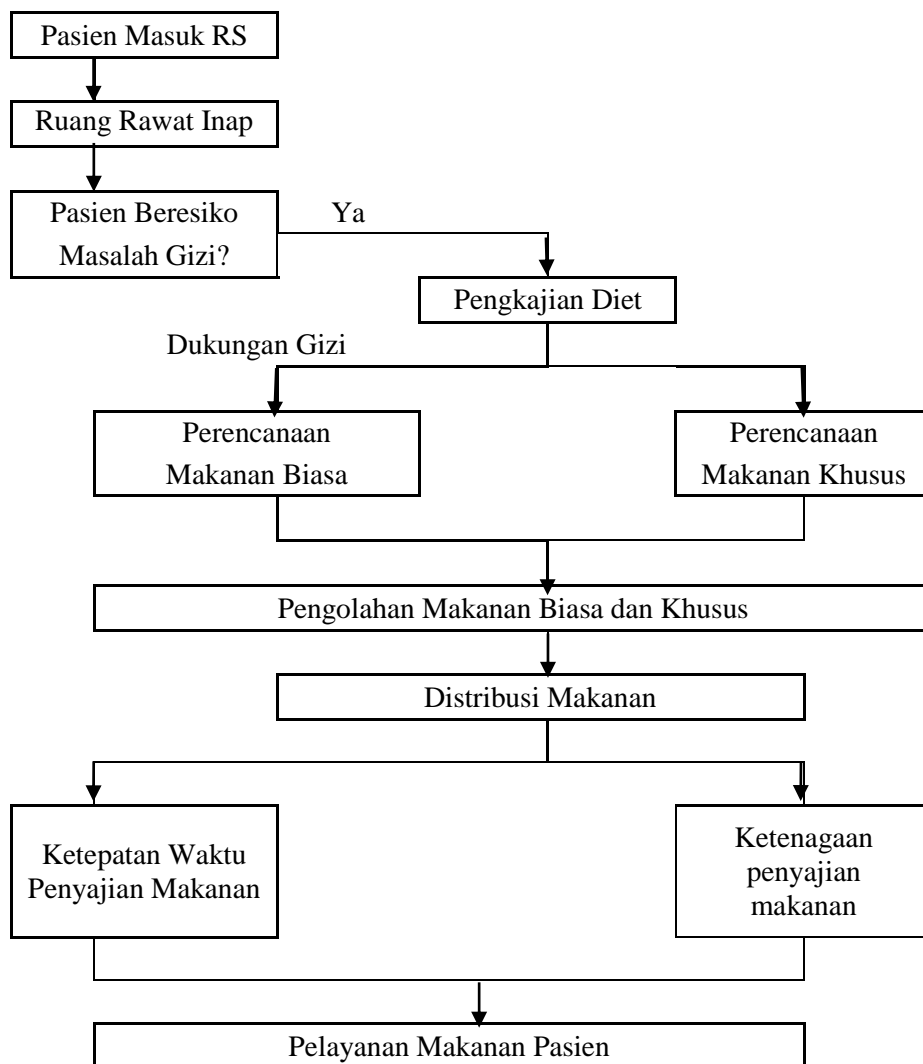 Pasien Masuk RS
Ruang Rawat Inap
Pasien Beresiko
Masalah Gizi?
Ya
Pengkajian Diet
Dukungan Gizi
Perencanaan
Makanan Biasa
Perencanaan
Makanan Khusus
Pengolahan Makanan Biasa dan Khusus
Distribusi Makanan
Ketepatan Waktu
Penyajian Makanan
Ketenagaan
penyajian
makanan
Pelayanan Makanan Pasien